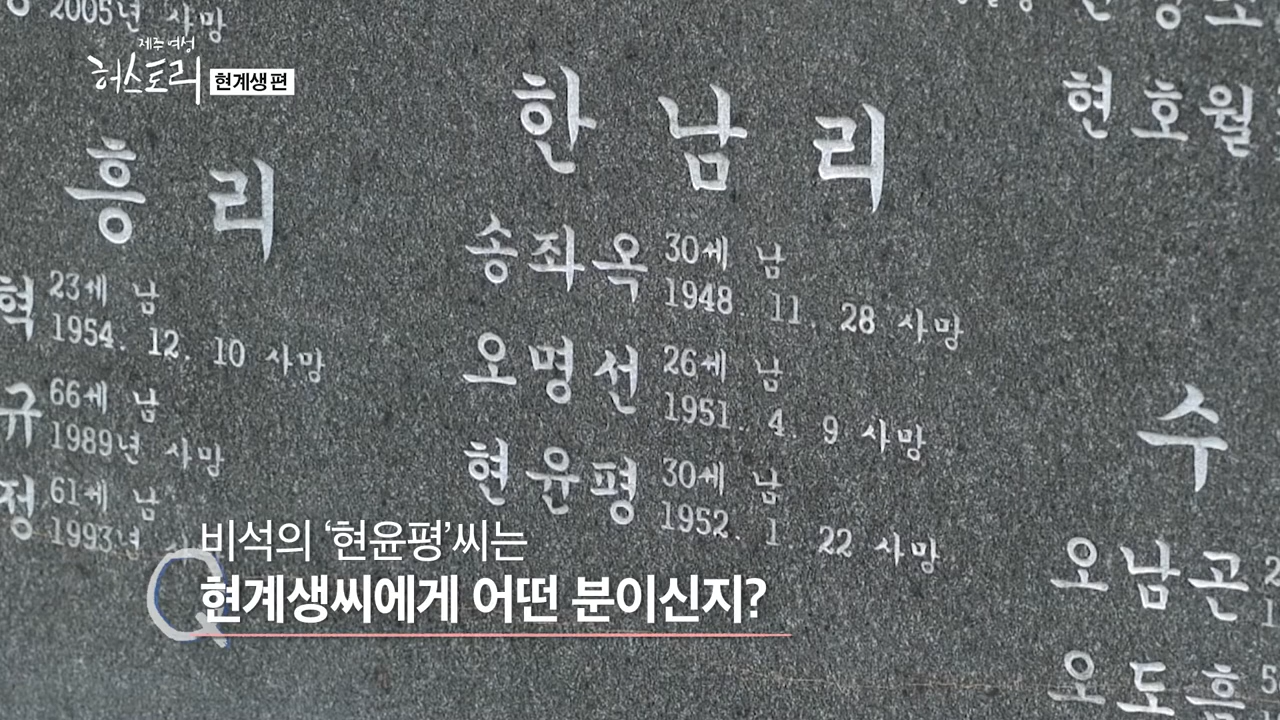 2005년 사망
제주 여성
허스토리 현계생 편
흥리
혁 23세 남
1954. 12. 10 사망
규 66세 남
1989년 사망
정 61세 남
1993년
한남리
송좌옥 30세 남
1948. 11. 28 사망
오명선 26세 남
1951. 4. 9 사망
현윤평 30세 남
1952. 1. 22 사망
현호월
수
오남곤
오도흠
비석의 ‘현윤평’씨는
Q 현계생씨에게 어떤 분이신지?